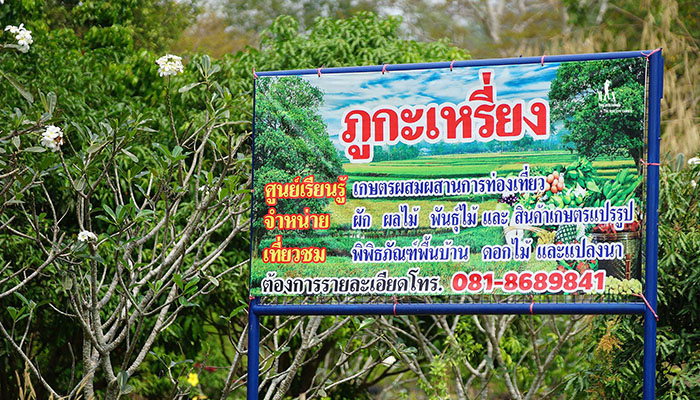 ภูกะเหรี่ยง
ศูนย์เรียนรู้ เกษตรผสมผสานการท่องเที่ยว
จำหน่าย ผัก ผลไม้ พันธุ์ไม้ และ สินค้าเกษตรแปรรูป
เที่ยวชม พิพิธภัณฑ์พื้นบ้าน ดอกไม้ และแปลงนา
ต้องการรายละเอียดโทร. 081-8689841